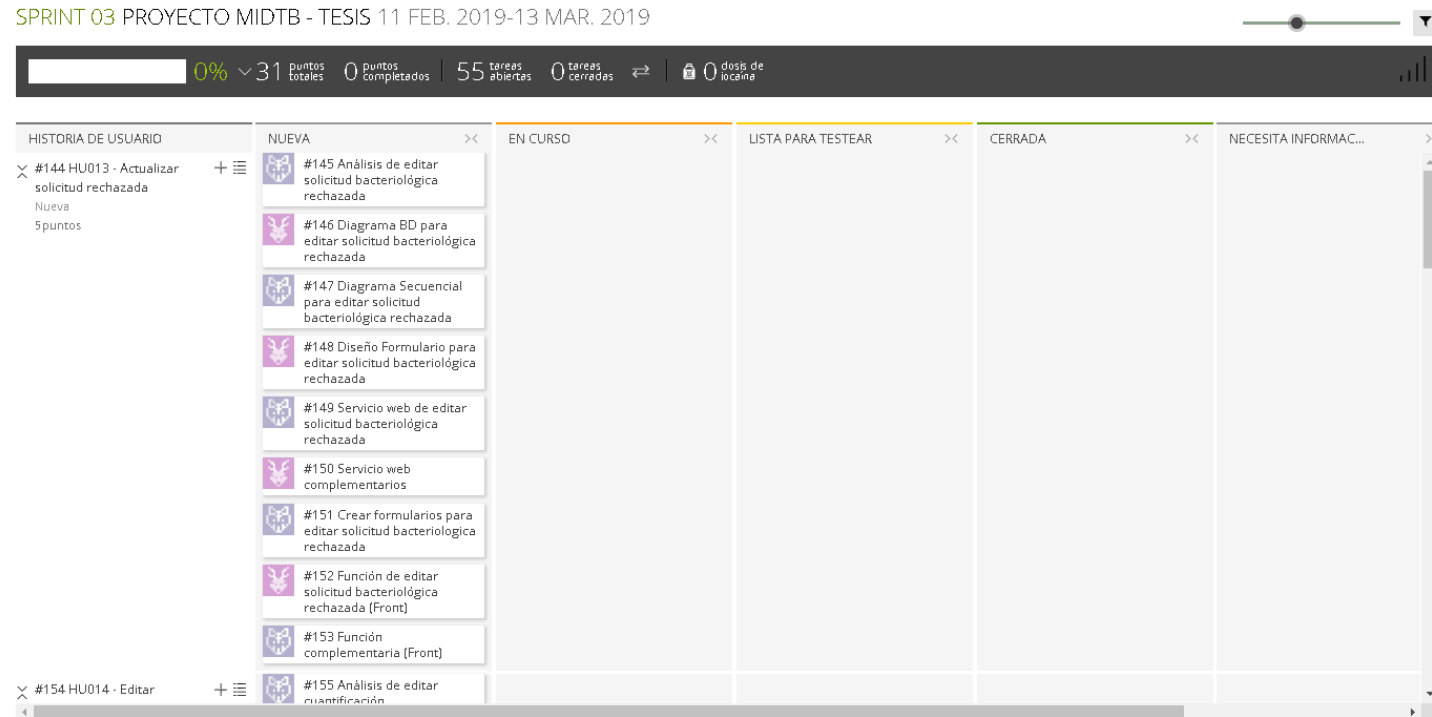 SPRINT 03 PROYECTO MIDTB - TESIS 11 FEB. 2019-13 MAR. 2019
0% 31 puntos totales 0 puntos completados 55 tareas abiertas 0 tareas cerradas 0 dosis de iocaína
HISTORIA DE USUARIO
NUEVA
EN CURSO
LISTA PARA TESTEAR
CERRADA
NECESITA INFORMAC...
#144 HU013 - Actualizar
solicitud rechazada
Nueva
5puntos
#145 Análisis de editar
solicitud bacteriológica
rechazada
#146 Diagrama BD para
editar solicitud bacteriológica
rechazada
#147 Diagrama Secuencial
para editar solicitud
bacteriológica rechazada
#148 Diseño Formulario para
editar solicitud bacteriológica
rechazada
#149 Servicio web de editar
solicitud bacteriológica
rechazada
#150 Servicio web
complementarios
#151 Crear formularios para
editar solicitud bacteriologica
rechazada
#152 Función de editar
solicitud bacteriológica
rechazada (Front)
#153 Función
complementaria (Front)
#154 HU014 - Editar
#155 Análisis de editar
cuantificación